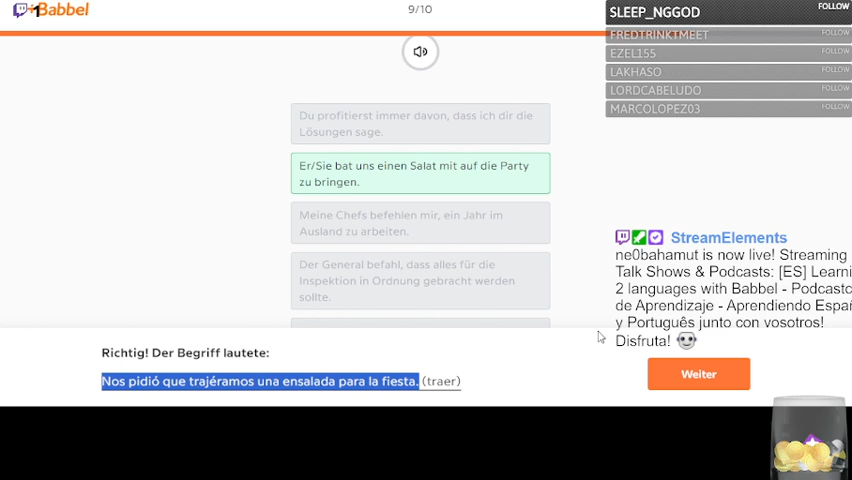 +Babbel
9/10
SLEEP_NGGOD
FOLLOW
FREDTRINKTMEET
FOLLOW
EZEL155
FOLLOW
LAKHASO
FOLLOW
LORDCABELUDO
FOLLOW
MARCOLOPEZ03
FOLLOW
Du profitierst immer davon, dass ich dir die
Lösungen sage.
Er/Sie bat uns einen Salat mit auf die Party
zu bringen.
Meine Chefs befehlen mir, ein Jahr im
Ausland zu arbeiten.
Der General befahl, dass alles für die
Inspektion in Ordnung gebracht werden
sollte.
StreamElements
ne0bahamut is now live! Streaming
Talk Shows & Podcasts: [ES] Learni
2 languages with Babbel - Podcast
de Aprendizaje - Aprendiendo Espa
y Português junto con vosotros!
Disfruta!
Richtig! Der Begriff lautete:
Nos pidió que trajéramos una ensalada para la fiesta. (traer)
Weiter